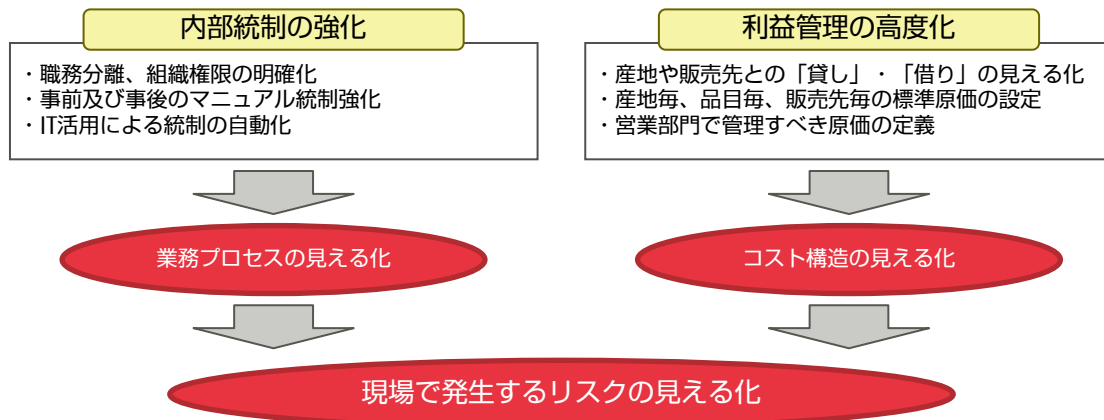 内部統制の強化
・職務分離、組織権限の明確化
・事前及び事後のマニュアル統制強化
・IT活用による統制の自動化
業務プロセスの見える化
利益管理の高度化
・産地や販売先との「貸し」・「借り」の見える化
・産地毎、品目毎、販売先毎の標準原価の設定
・営業部門で管理すべき原価の定義
コスト構造の見える化
現場で発生するリスクの見える化